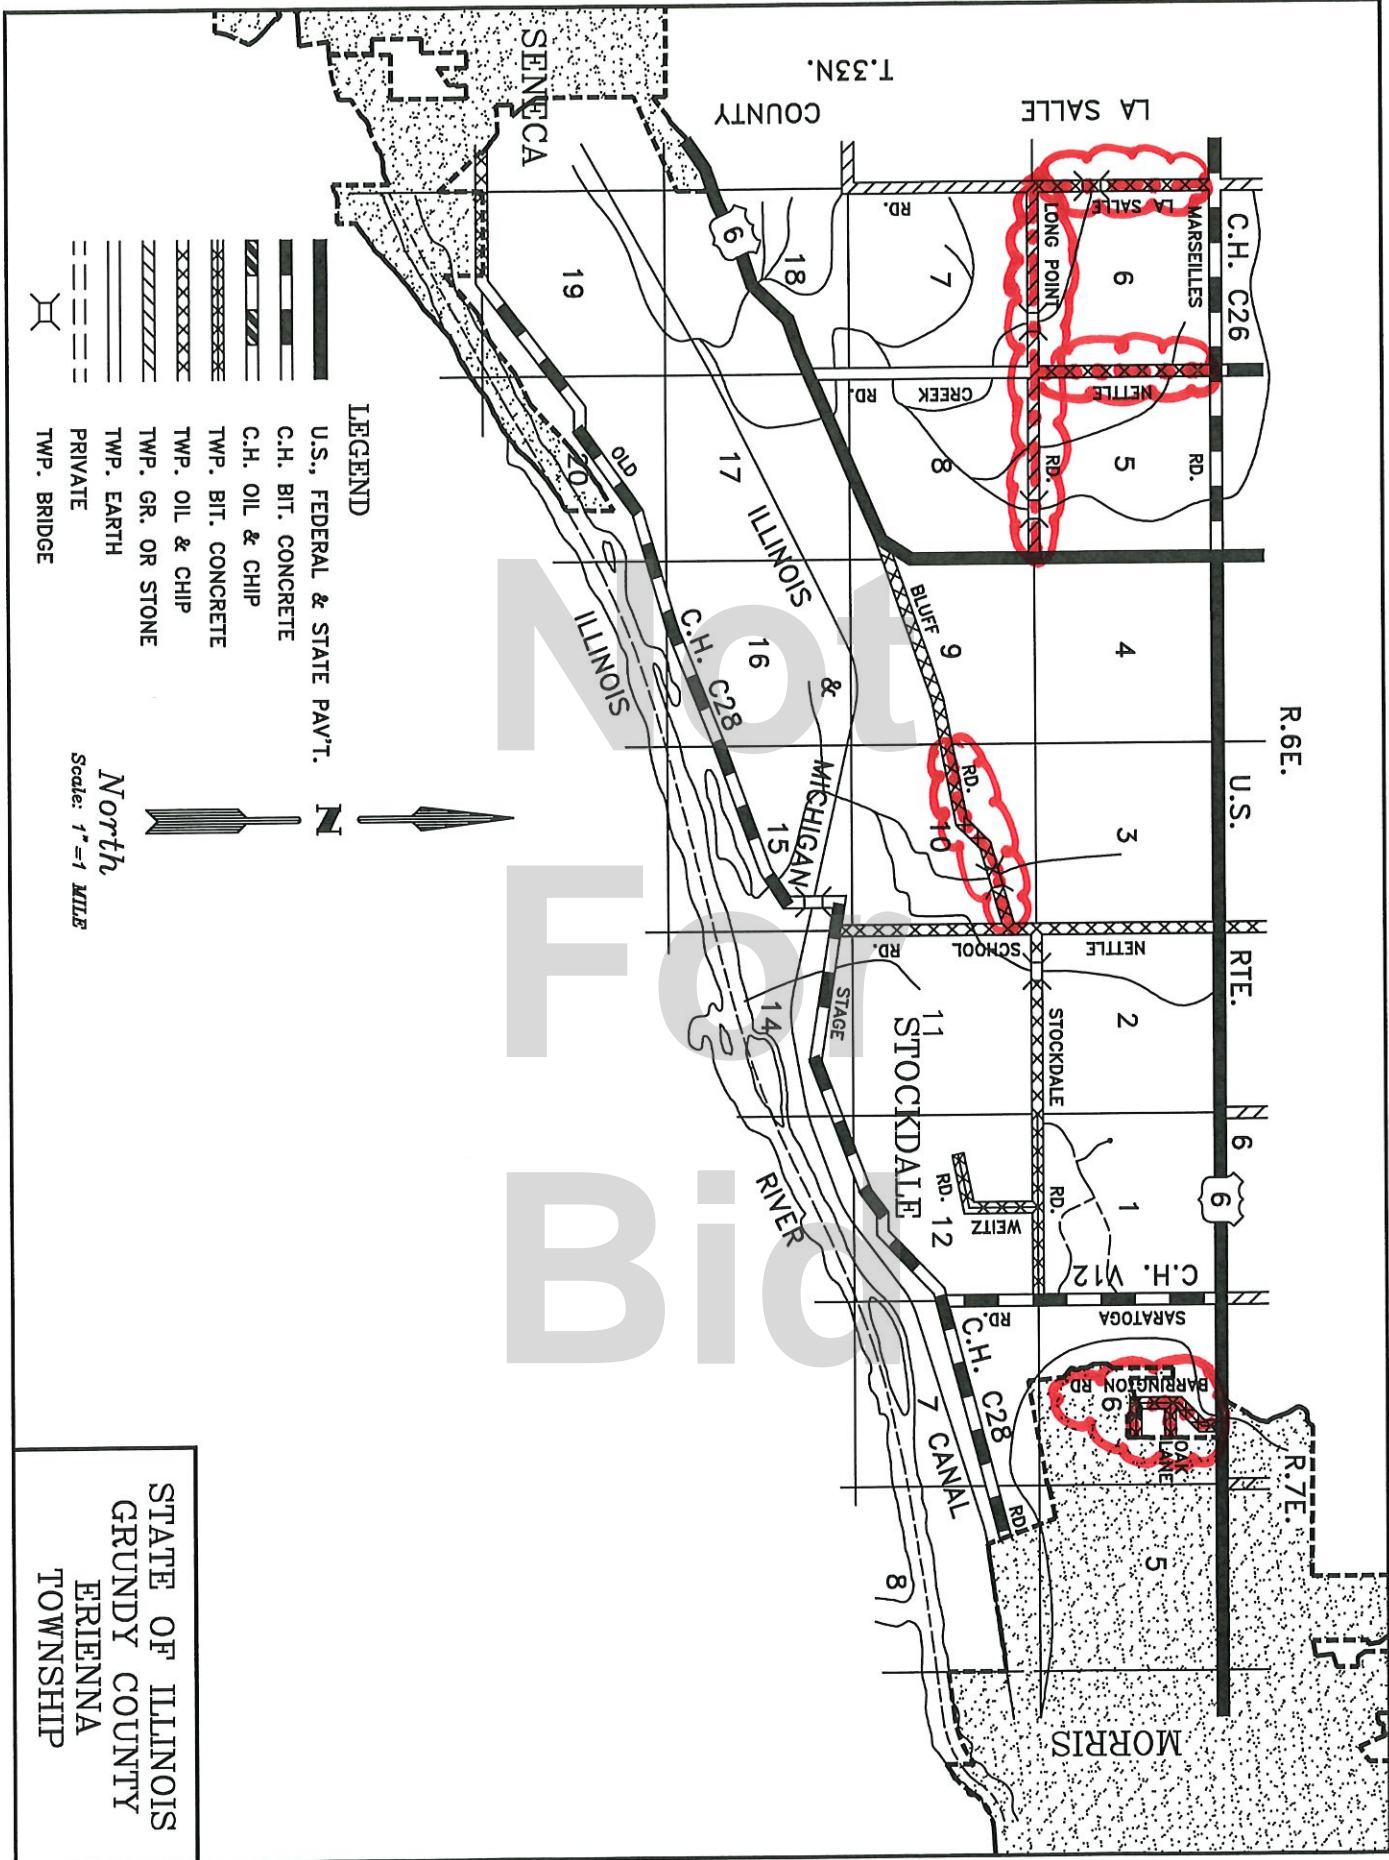 T.33N.
LA SALLE
COUNTY
SENECA
C.H. C26
MARSEILLES
RD.
LA SALLE
RD.
LONG POINT
RD.
NETTLE
CREEK
RD.
R.6E.
U.S.
RTE.
6
6
6
BLUFF
RD.
NETTLE
SCHOOL
RD.
STOCKDALE
RD.
STOCKDALE
WEITZ
RD.
C.H. V12
SARATOGA
RD.
BARRINGTON RD
OAK
LANE
R.7E.
MORRIS
6
5
4
3
2
1
6
5
7
8
9
10
11
12
7
8
18
17
16
15
14
19
20
ILLINOIS
&
MICHIGAN
CANAL
OLD
STAGE
RD.
C.H. C28
C.H. C28
ILLINOIS
RIVER
LEGEND
U.S., FEDERAL & STATE PAV'T.
C.H. BIT. CONCRETE
C.H. OIL & CHIP
TWP. BIT. CONCRETE
TWP. OIL & CHIP
TWP. GR. OR STONE
TWP. EARTH
PRIVATE
TWP. BRIDGE
N
North
Scale: 1"=1 MILE
STATE OF ILLINOIS
GRUNDY COUNTY
ERIENNA
TOWNSHIP
Not
For
Bid